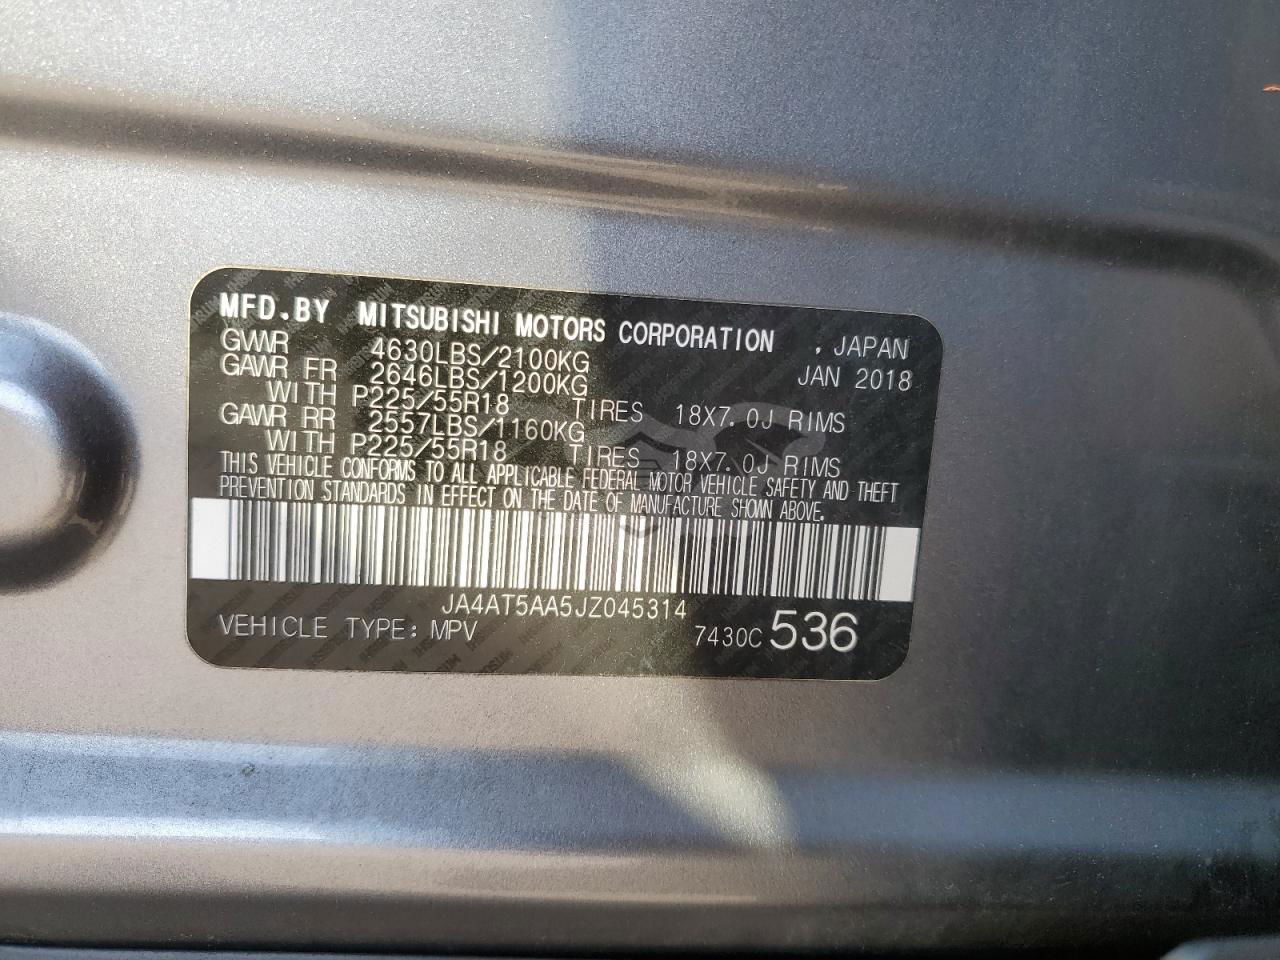 MFD.BY MITSUBISHI MOTORS CORPORATION , JAPAN
GVWR 4630LBS/2100KG JAN 2018
GAWR FR 2646LBS/1200KG
WITH P225/55R18 TIRES 18X7.0J RIMS
GAWR RR 2557LBS/1160KG
WITH P225/55R18 TIRES 18X7.0J RIMS
THIS VEHICLE CONFORMS TO ALL APPLICABLE FEDERAL MOTOR VEHICLE SAFETY AND THEFT
PREVENTION STANDARDS IN EFFECT ON THE DATE OF MANUFACTURE SHOWN ABOVE.
JA4AT5AA5JZ045314
VEHICLE TYPE: MPV 7430C 536